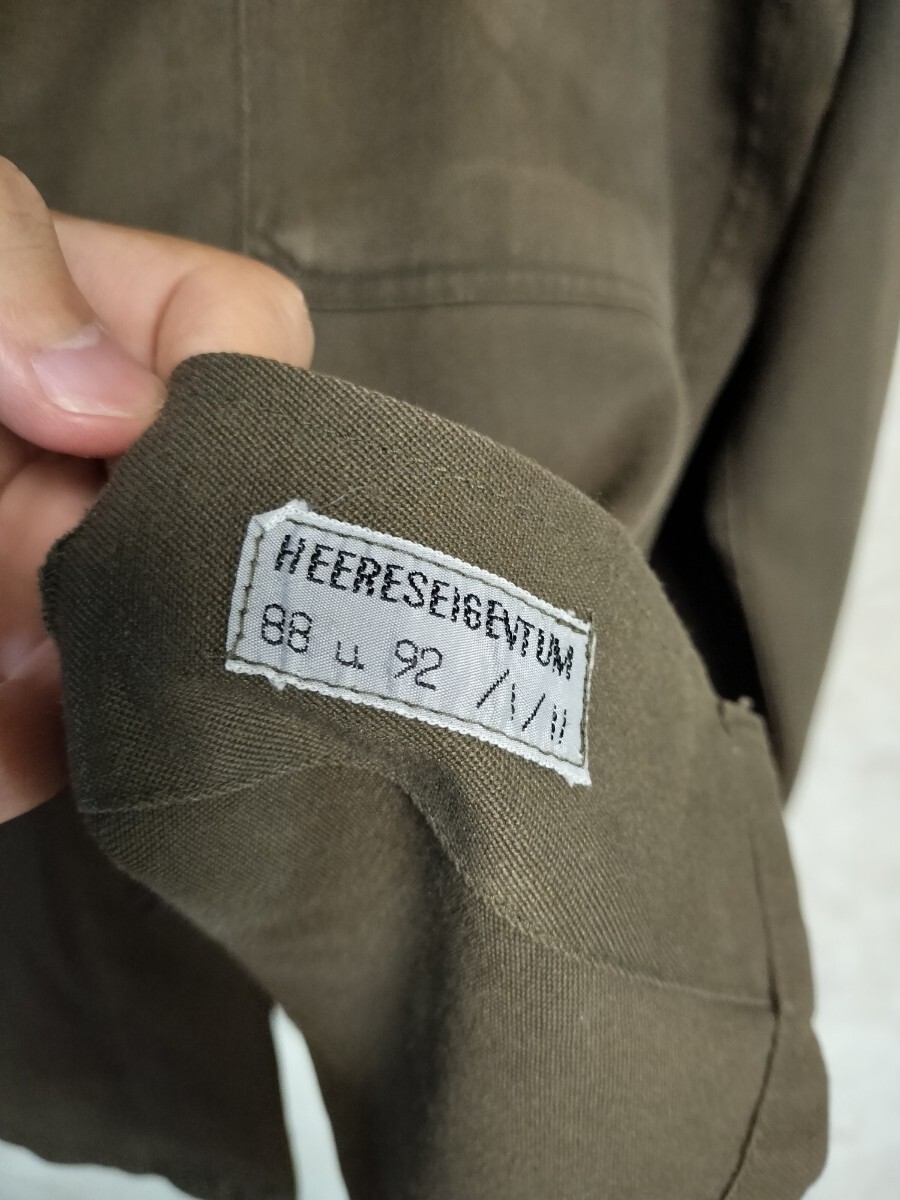 HEERESEIGENTUM
88 u 92 /V/II